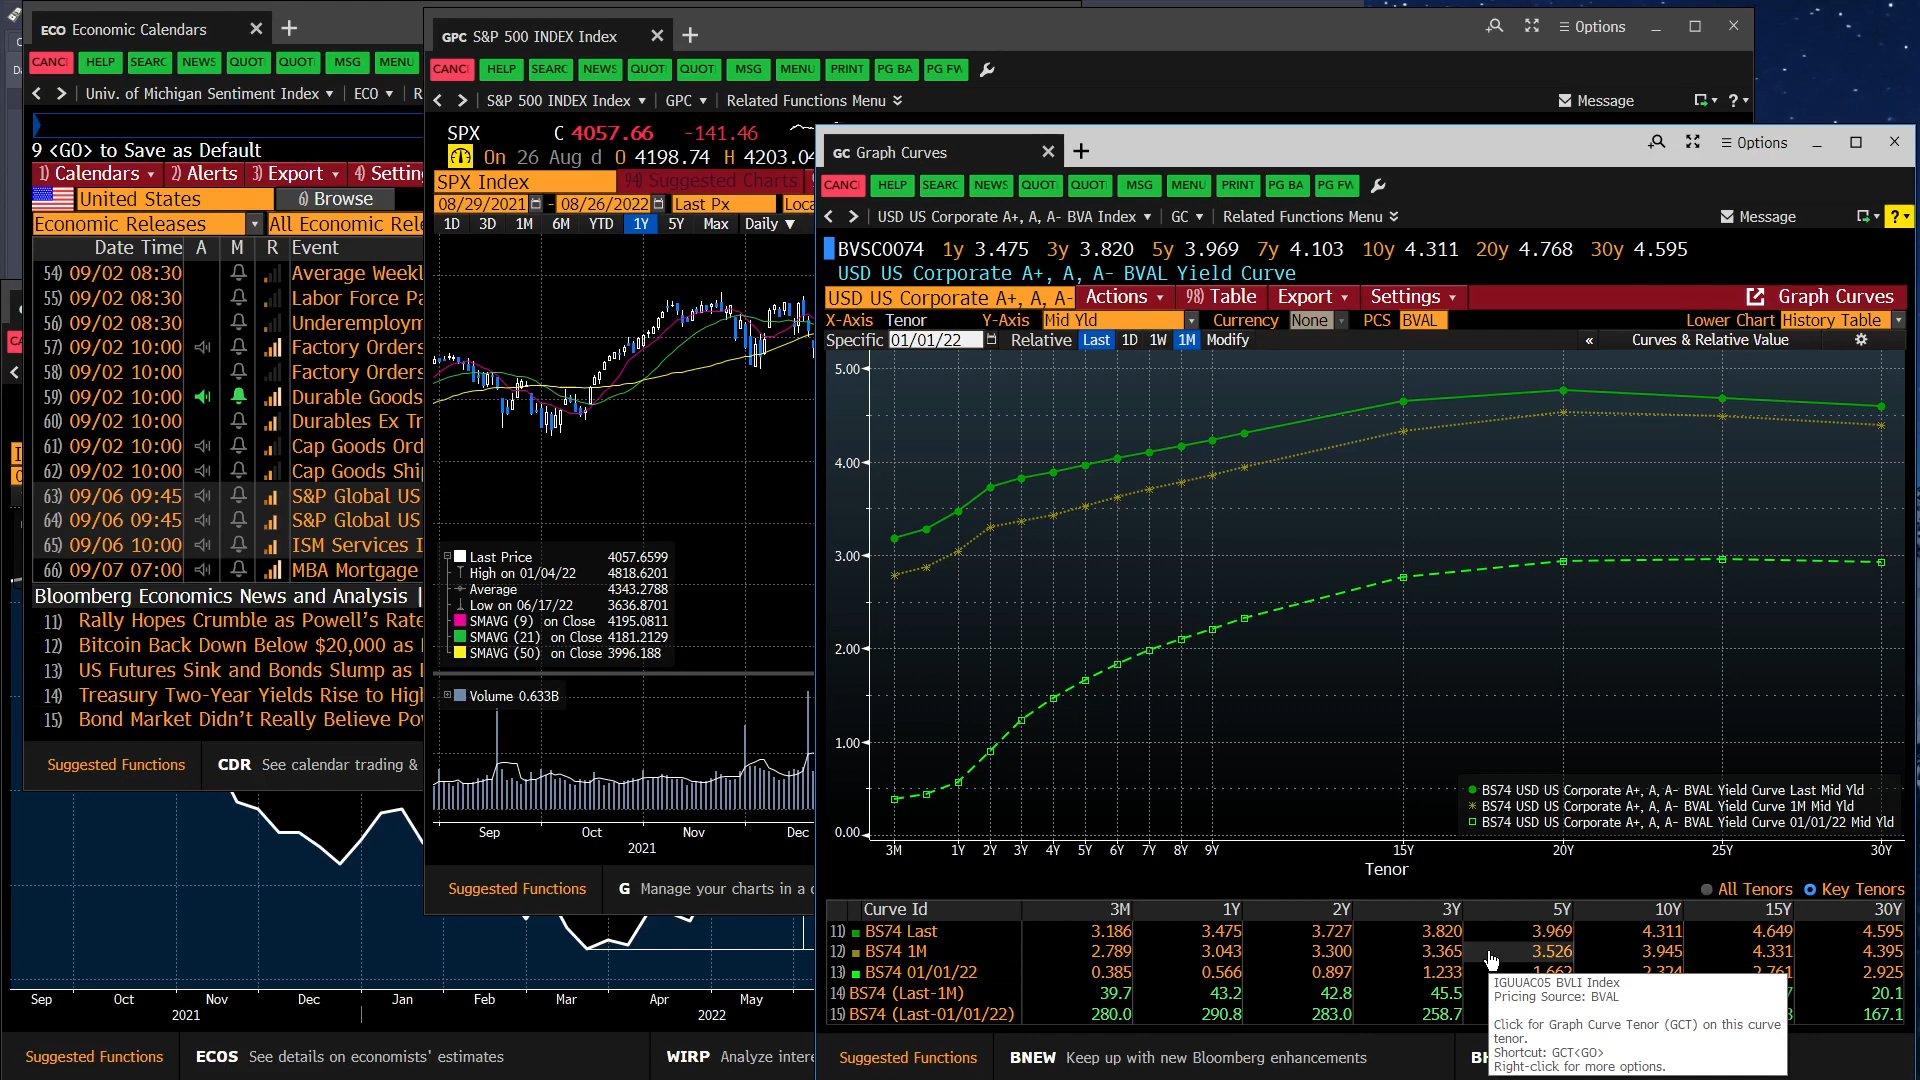 ECO Economic Calendars
CANC HELP SEARC NEWS QUOT QUOT MSG MENU
Univ. of Michigan Sentiment Index ECO
9 <GO> to Save as Default
1) Calendars 2) Alerts 3) Export 4) Settin
United States 6) Browse
Economic Releases All Economic Rele
Date Time A M R Event
54) 09/02 08:30 Average Weekl
55) 09/02 08:30 Labor Force Pa
56) 09/02 08:30 Underemploym
57) 09/02 10:00 Factory Orders
58) 09/02 10:00 Factory Orders
59) 09/02 10:00 Durable Goods
60) 09/02 10:00 Durables Ex Tr
61) 09/02 10:00 Cap Goods Ord
62) 09/02 10:00 Cap Goods Shi
63) 09/06 09:45 S&P Global US
64) 09/06 09:45 S&P Global US
65) 09/06 10:00 ISM Services I
66) 09/07 07:00 MBA Mortgage
Bloomberg Economics News and Analysis |
11) Rally Hopes Crumble as Powell's Rate
12) Bitcoin Back Down Below $20,000 as
13) US Futures Sink and Bonds Slump as
14) Treasury Two-Year Yields Rise to High
15) Bond Market Didn't Really Believe Po
Suggested Functions CDR See calendar trading &
Sep Oct Nov Dec Jan Feb Mar Apr May
2021 2022
Suggested Functions ECOS See details on economists' estimates WIRP Analyze inter
GPC S&P 500 INDEX Index
Options
CANC HELP SEARC NEWS QUOT QUOT MSG MENU PRINT PG BA PG FW
S&P 500 INDEX Index GPC Related Functions Menu Message ?
SPX C 4057.66 -141.46
On 26 Aug d O 4198.74 H 4203.04
SPX Index 94) Suggested Charts
08/29/2021 - 08/26/2022 Last Px Loca
1D 3D 1M 6M YTD 1Y 5Y Max Daily
Last Price 4057.6599
High on 01/04/22 4818.6201
Average 4343.2788
Low on 06/17/22 3636.8701
SMAVG (9) on Close 4195.0811
SMAVG (21) on Close 4181.2129
SMAVG (50) on Close 3996.188
Volume 0.633B
Sep Oct Nov Dec
2021
Suggested Functions G Manage your charts in a
GC Graph Curves
Options
CANC HELP SEARC NEWS QUOT QUOT MSG MENU PRINT PG BA PG FW
USD US Corporate A+, A, A- BVA Index GC Related Functions Menu Message ?
BVSC0074 1y 3.475 3y 3.820 5y 3.969 7y 4.103 10y 4.311 20y 4.768 30y 4.595
USD US Corporate A+, A, A- BVAL Yield Curve
USD US Corporate A+, A, A- Actions 98) Table Export Settings Graph Curves
X-Axis Tenor Y-Axis Mid Yld Currency None PCS BVAL Lower Chart History Table
Specific 01/01/22 Relative Last 1D 1W 1M Modify « Curves & Relative Value
5.00
4.00
3.00
2.00
1.00
0.00
BS74 USD US Corporate A+, A, A- BVAL Yield Curve Last Mid Yld
BS74 USD US Corporate A+, A, A- BVAL Yield Curve 1M Mid Yld
BS74 USD US Corporate A+, A, A- BVAL Yield Curve 01/01/22 Mid Yld
3M 1Y 2Y 3Y 4Y 5Y 6Y 7Y 8Y 9Y 15Y 20Y 25Y 30Y
Tenor
All Tenors Key Tenors
Curve Id 3M 1Y 2Y 3Y 5Y 10Y 15Y 30Y
11) BS74 Last 3.186 3.475 3.727 3.820 3.969 4.311 4.649 4.595
12) BS74 1M 2.789 3.043 3.300 3.365 3.526 3.945 4.331 4.395
13) BS74 01/01/22 0.385 0.566 0.897 1.233 1.662 2.324 2.761 2.925
14) BS74 (Last-1M) 39.7 43.2 42.8 45.5 20.1
15) BS74 (Last-01/01/22) 280.0 290.8 283.0 258.7 167.1
IGUUAC05 BVLI Index
Pricing Source: BVAL
Click for Graph Curve Tenor (GCT) on this curve
tenor.
Shortcut: GCT<GO>
Right-click for more options.
Suggested Functions BNEW Keep up with new Bloomberg enhancements